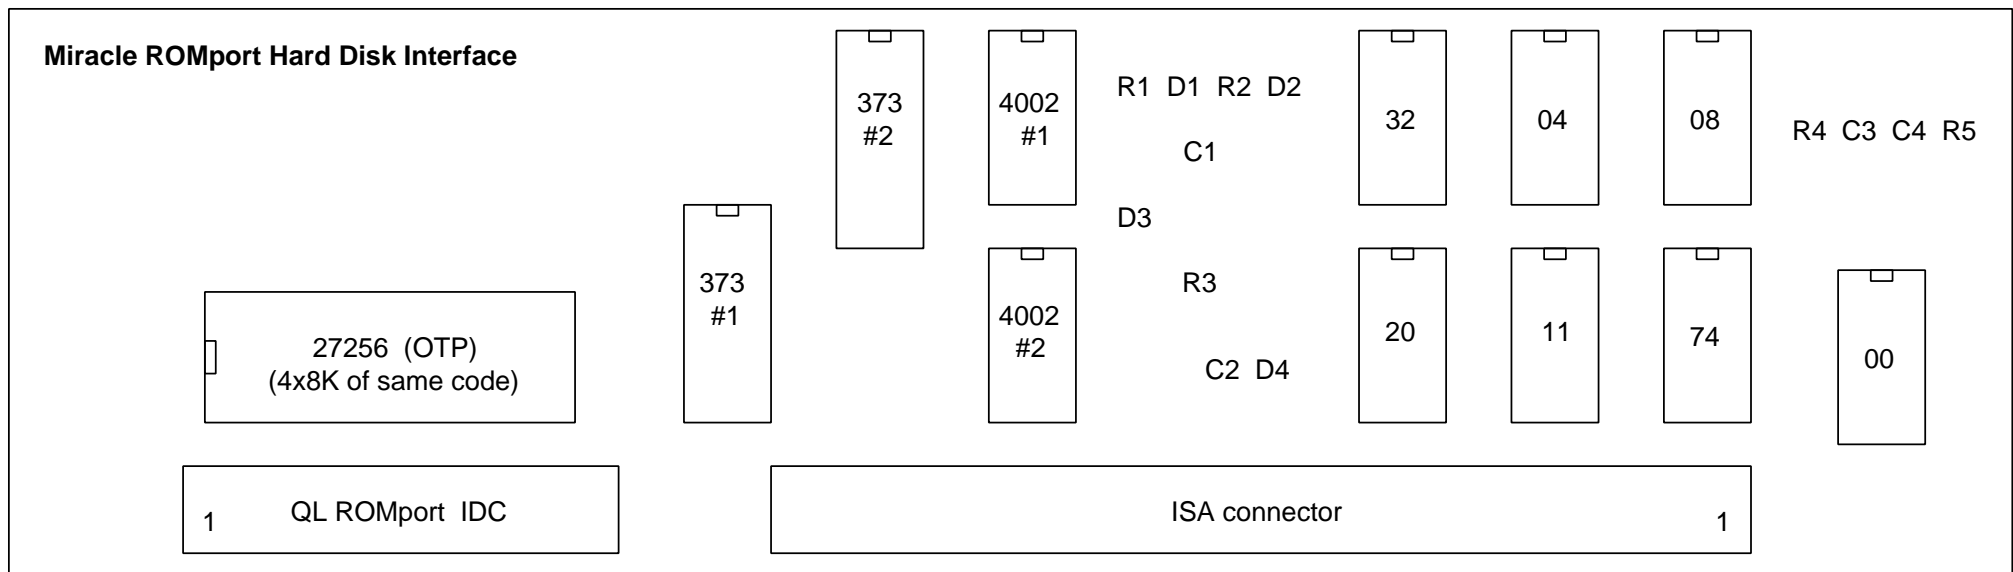 Miracle ROMport Hard Disk Interface
373
#2
4002
#1
R1 D1 R2 D2
C1
D3
32
04
08
R4 C3 C4 R5
373
#1
27256 (OTP)
(4x8K of same code)
4002
#2
R3
C2 D4
20
11
74
00
1
QL ROMport IDC
ISA connector
1